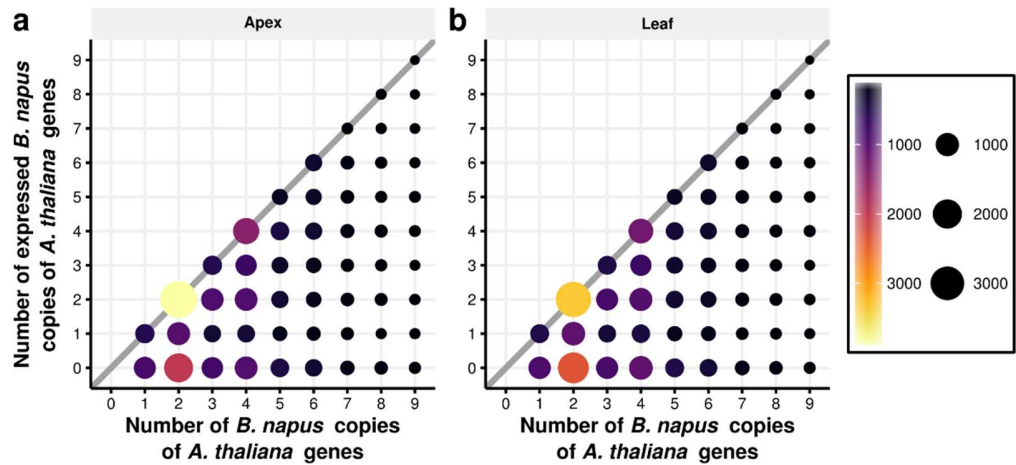 a
Apex
b
Leaf
Number of expressed B. napus
copies of A. thaliana genes
9
8
7
6
5
4
3
2
1
0
0 1 2 3 4 5 6 7 8 9
Number of B. napus copies
of A. thaliana genes
9
8
7
6
5
4
3
2
1
0
0 1 2 3 4 5 6 7 8 9
Number of B. napus copies
of A. thaliana genes
1000 1000
2000 2000
3000 3000